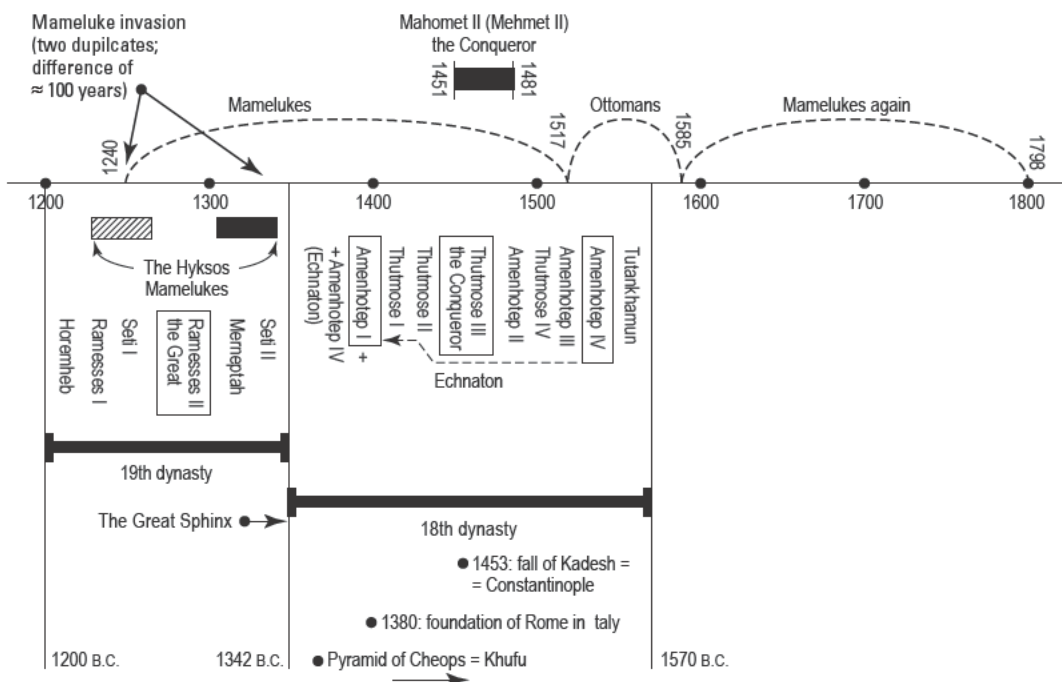 Mameluke invasion
(two dupilcates;
difference of
≈ 100 years)
Mahomet II (Mehmet II)
the Conqueror
1451
1481
Mamelukes
Ottomans
Mamelukes again
1240
1517
1585
1798
1200
1300
1400
1500
1600
1700
1800
The Hyksos
Mamelukes
Horemheb
Ramesses I
Seti I
Ramesses II
the Great
Merneptah
Seti II
Amenhotep I +
+ Amenhotep IV
(Echnaton)
Thutmose I
Thutmose II
Thutmose III
the Conqueror
Amenhotep II
Thutmose IV
Amenhotep III
Amenhotep IV
Tutankhamun
Echnaton
19th dynasty
The Great Sphinx
18th dynasty
1453: fall of Kadesh =
= Constantinople
1380: foundation of Rome in taly
Pyramid of Cheops = Khufu
1200 B.C.
1342 B.C.
1570 B.C.